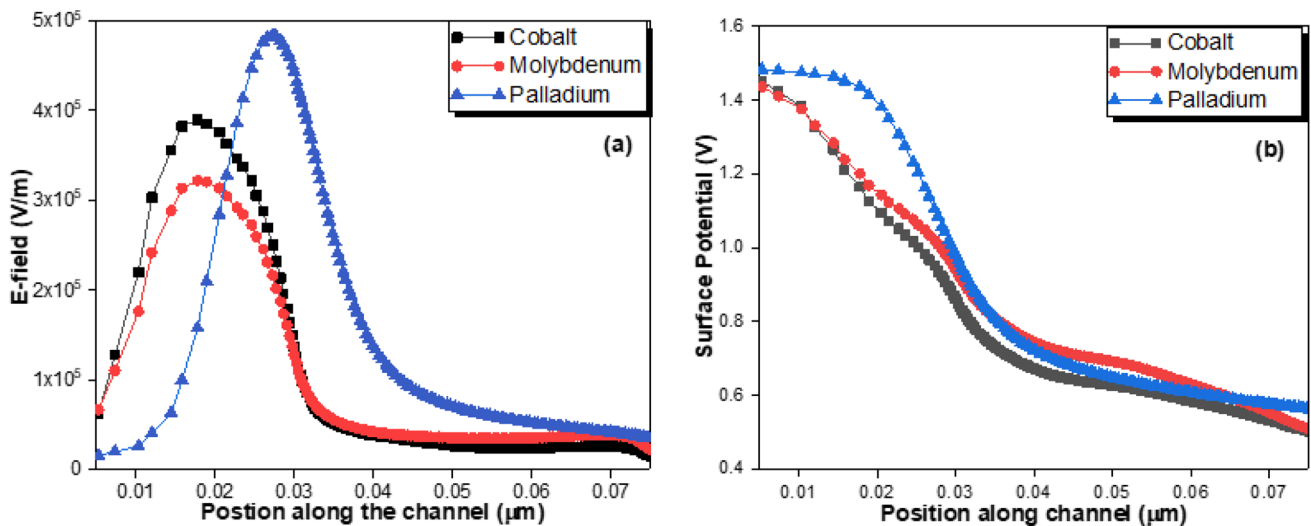 5x10⁵
4x10⁵
3x10⁵
2x10⁵
1x10⁵
0
E-field (V/m)
Cobalt
Molybdenum
Palladium
(a)
0.01 0.02 0.03 0.04 0.05 0.06 0.07
Postion along the channel (μm)
1.6
1.4
1.2
1.0
0.8
0.6
0.4
Surface Potential (V)
Cobalt
Molybdenum
Palladium
(b)
0.01 0.02 0.03 0.04 0.05 0.06 0.07
Position along channel (μm)